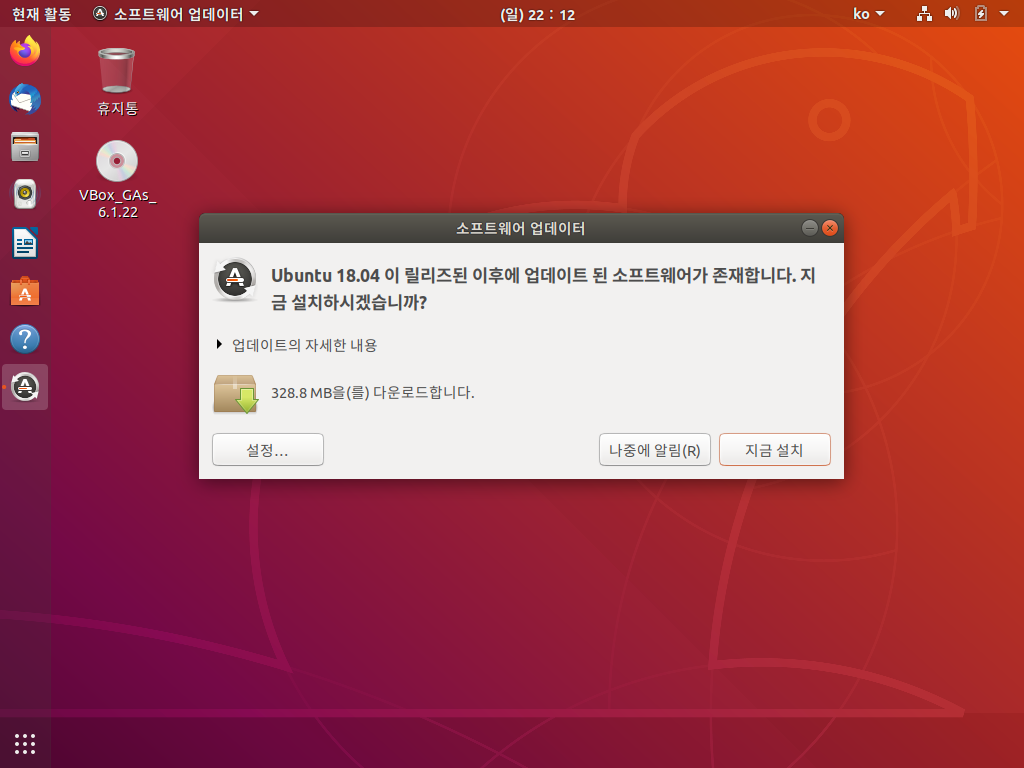 현재 활동
소프트웨어 업데이터
(일) 22 : 12
ko
휴지통
VBox_GAs_
6.1.22
소프트웨어 업데이터
Ubuntu 18.04 이 릴리즈된 이후에 업데이트 된 소프트웨어가 존재합니다. 지
금 설치하시겠습니까?
업데이트의 자세한 내용
328.8 MB을(를) 다운로드합니다.
설정...
나중에 알림(R)
지금 설치